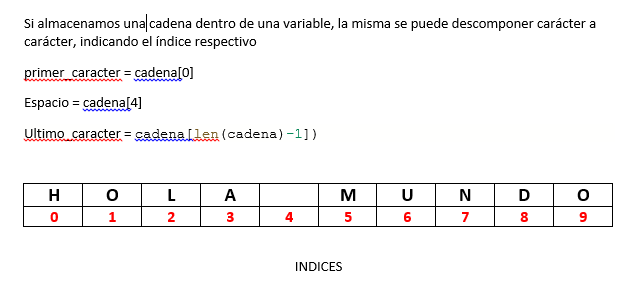 Si almacenamos una cadena dentro de una variable, la misma se puede descomponer carácter a
carácter, indicando el índice respectivo
primer_caracter = cadena[0]
Espacio = cadena[4]
Ultimo_caracter = cadena[len(cadena)-1])
H O L A M U N D O
0 1 2 3 4 5 6 7 8 9
INDICES